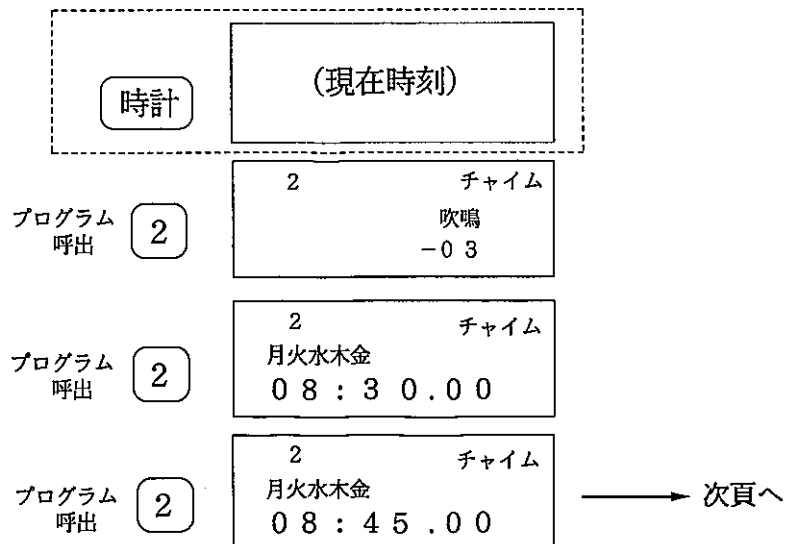 時計
(現在時刻)
プログラム
呼出
2
2 チャイム
吹鳴
-03
プログラム
呼出
2
2 チャイム
月火水木金
08:30.00
プログラム
呼出
2
2 チャイム
月火水木金
08:45.00
次頁へ